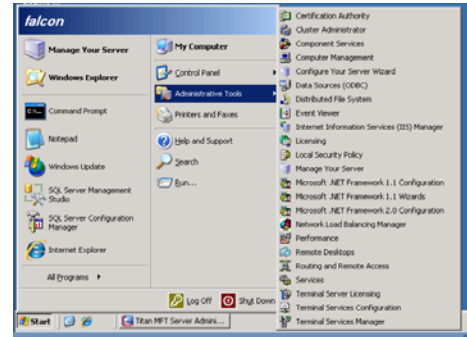 falcon
Manage Your Server
Windows Explorer
Command Prompt
Notepad
Windows Update
SQL Server Management
Studio
SQL Server Configuration
Manager
Internet Explorer
All Programs
My Computer
Control Panel
Administrative Tools
Printers and Faxes
Help and Support
Search
Run...
Log Off
Shut Down
Certification Authority
Cluster Administrator
Component Services
Computer Management
Configure Your Server Wizard
Data Sources (ODBC)
Distributed File System
Event Viewer
Internet Information Services (IIS) Manager
Licensing
Local Security Policy
Manage Your Server
Microsoft .NET Framework 1.1 Configuration
Microsoft .NET Framework 1.1 Wizards
Microsoft .NET Framework 2.0 Configuration
Network Load Balancing Manager
Performance
Remote Desktops
Routing and Remote Access
Services
Terminal Server Licensing
Terminal Services Configuration
Terminal Services Manager
Start
Titan MFT Server Admini...